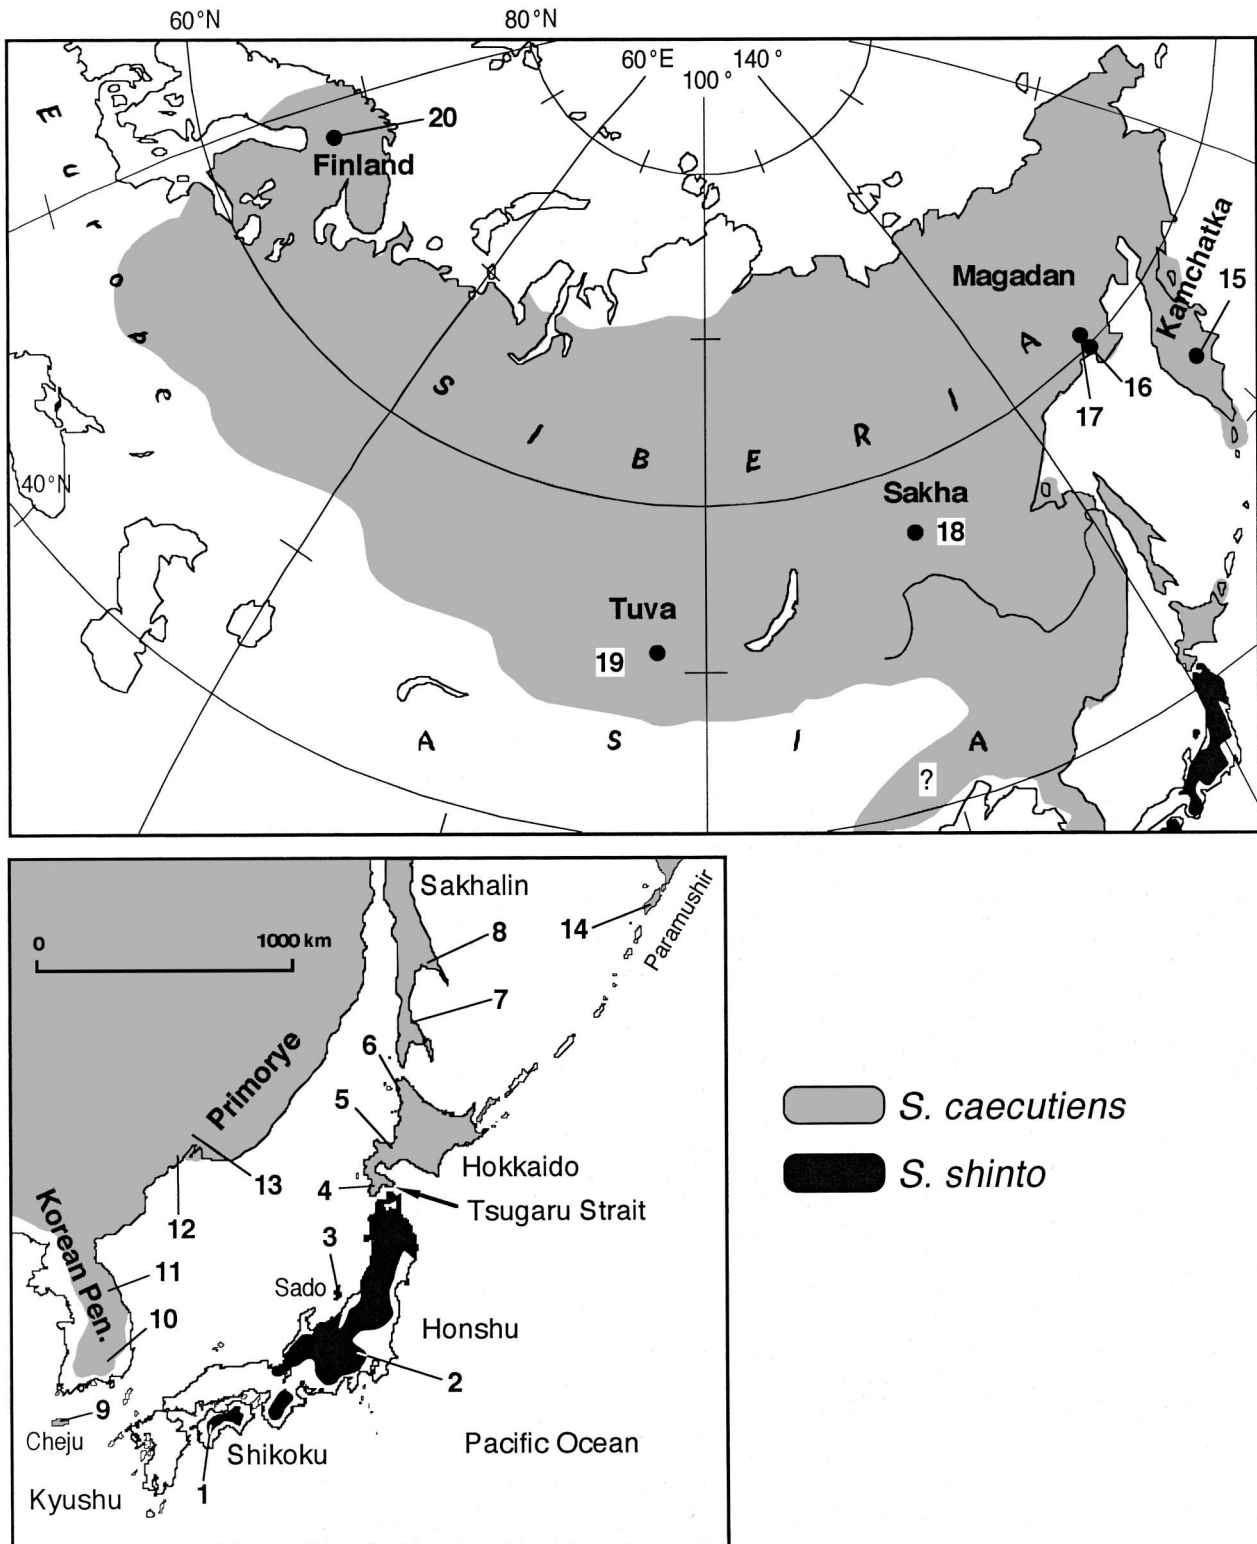 60°N
80°N
60°E
140°
100°
E u r o p e
20
Finland
Magadan
Kamchatka
15
16
17
S I B E R I A
40°N
Sakha
18
Tuva
19
A S I A
?
Sakhalin
8
14
Paramushir
0
1000 km
7
6
Primorye
5
Hokkaido
13
4
Tsugaru Strait
12
3
Korean Pen.
11
Sado
10
Honshu
2
9
Cheju
Shikoku
Pacific Ocean
1
Kyushu
S. caecutiens
S. shinto